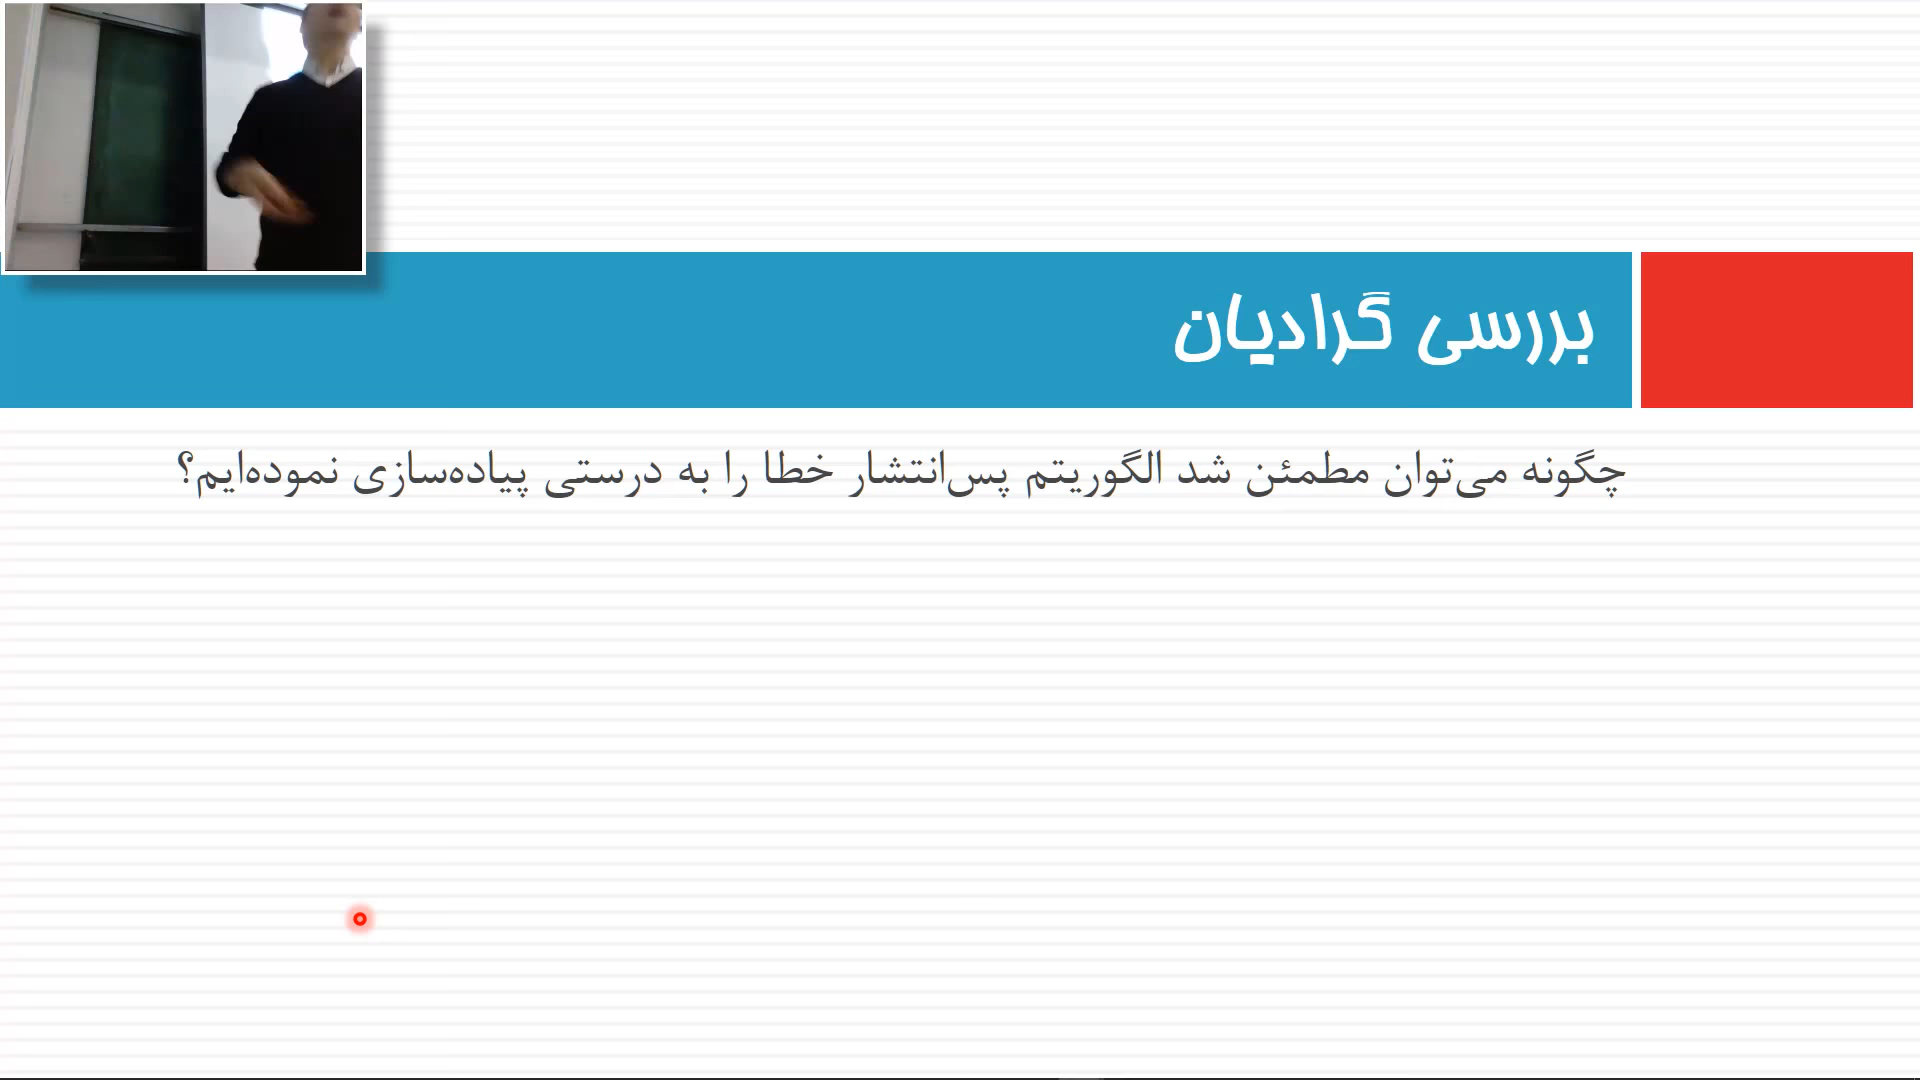 بررسی گرادیان
چگونه می‌توان مطمئن شد الگوریتم پس‌انتشار خطا را به درستی پیاده‌سازی نموده‌ایم؟